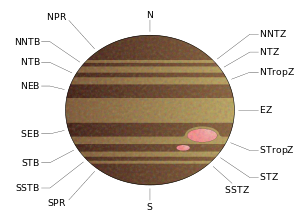 NPR
N
NNTB
NNTZ
NTB
NTZ
NEB
NTropZ
EZ
SEB
STropZ
STB
STZ
SSTB
SSTZ
SPR
S